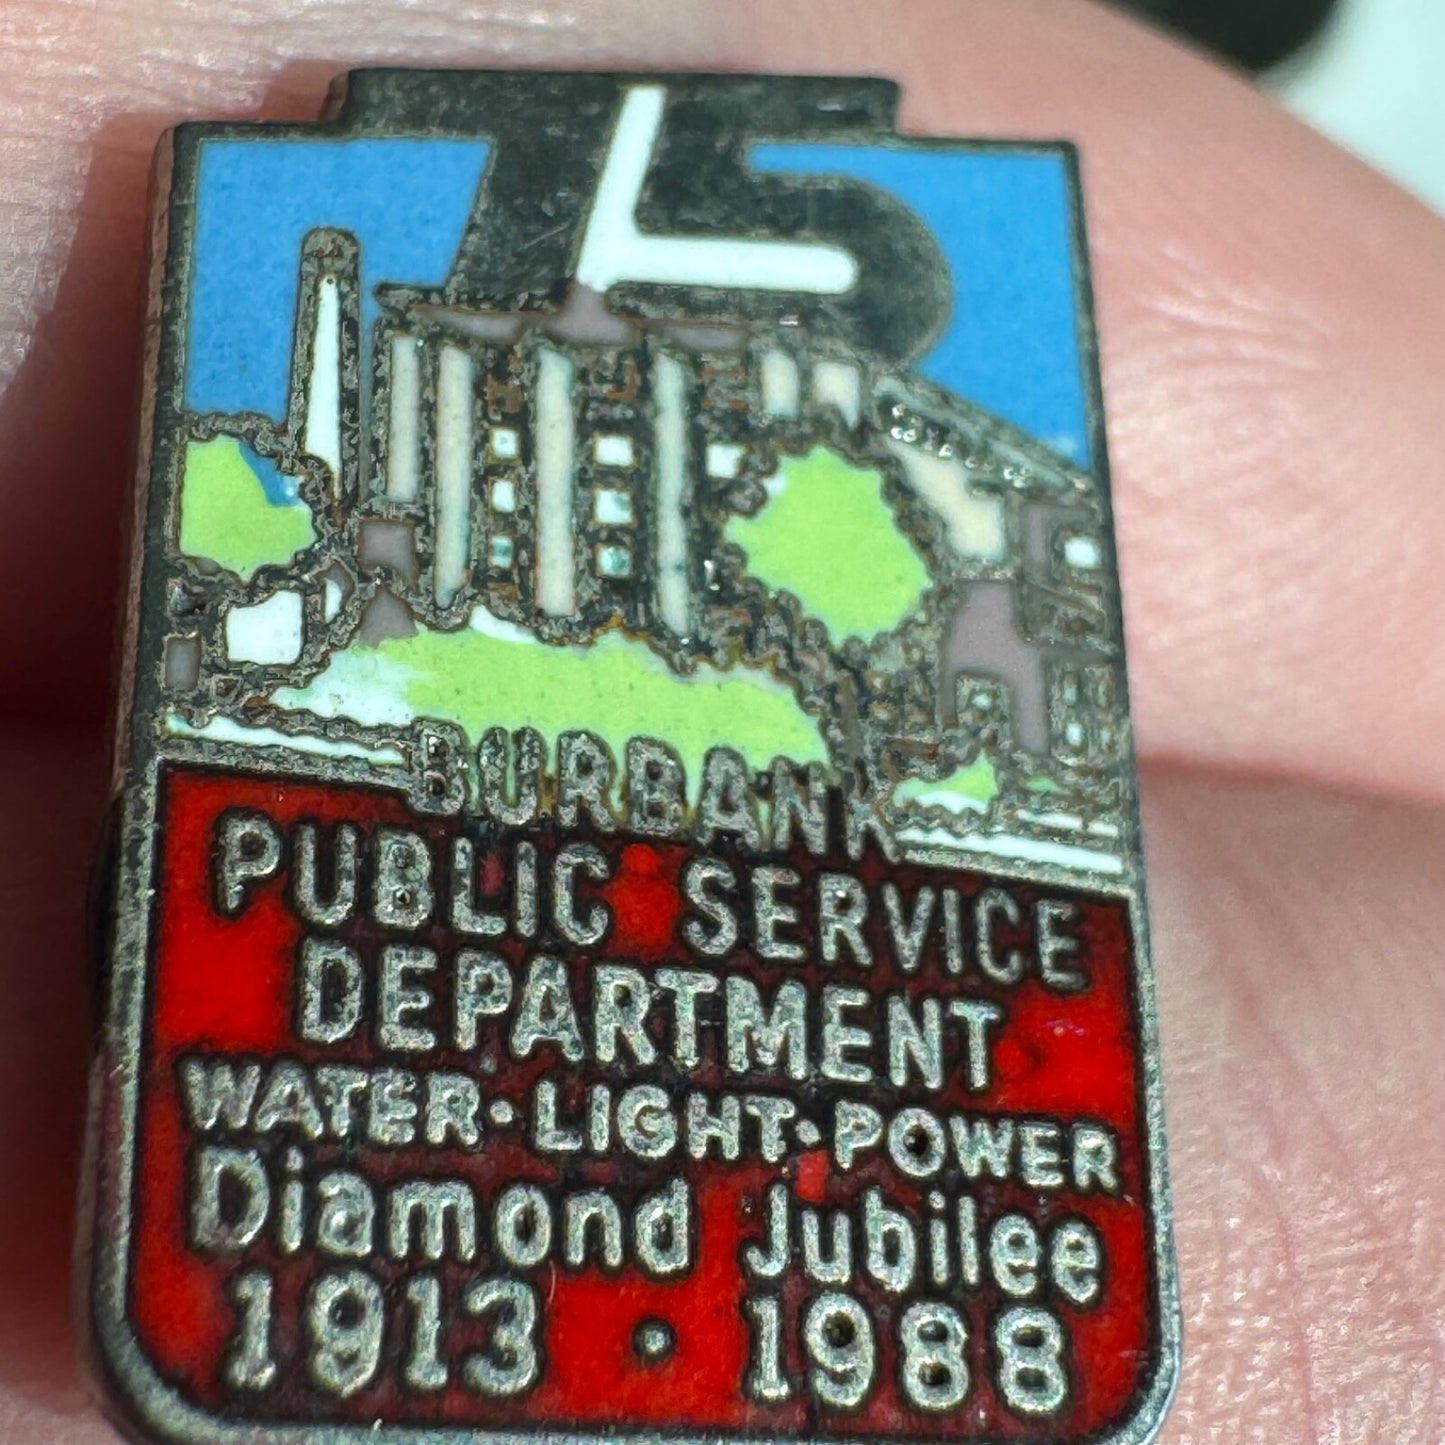 75
BURBANK
PUBLIC SERVICE
DEPARTMENT
WATER•LIGHT•POWER
Diamond Jubilee
1913 • 1988